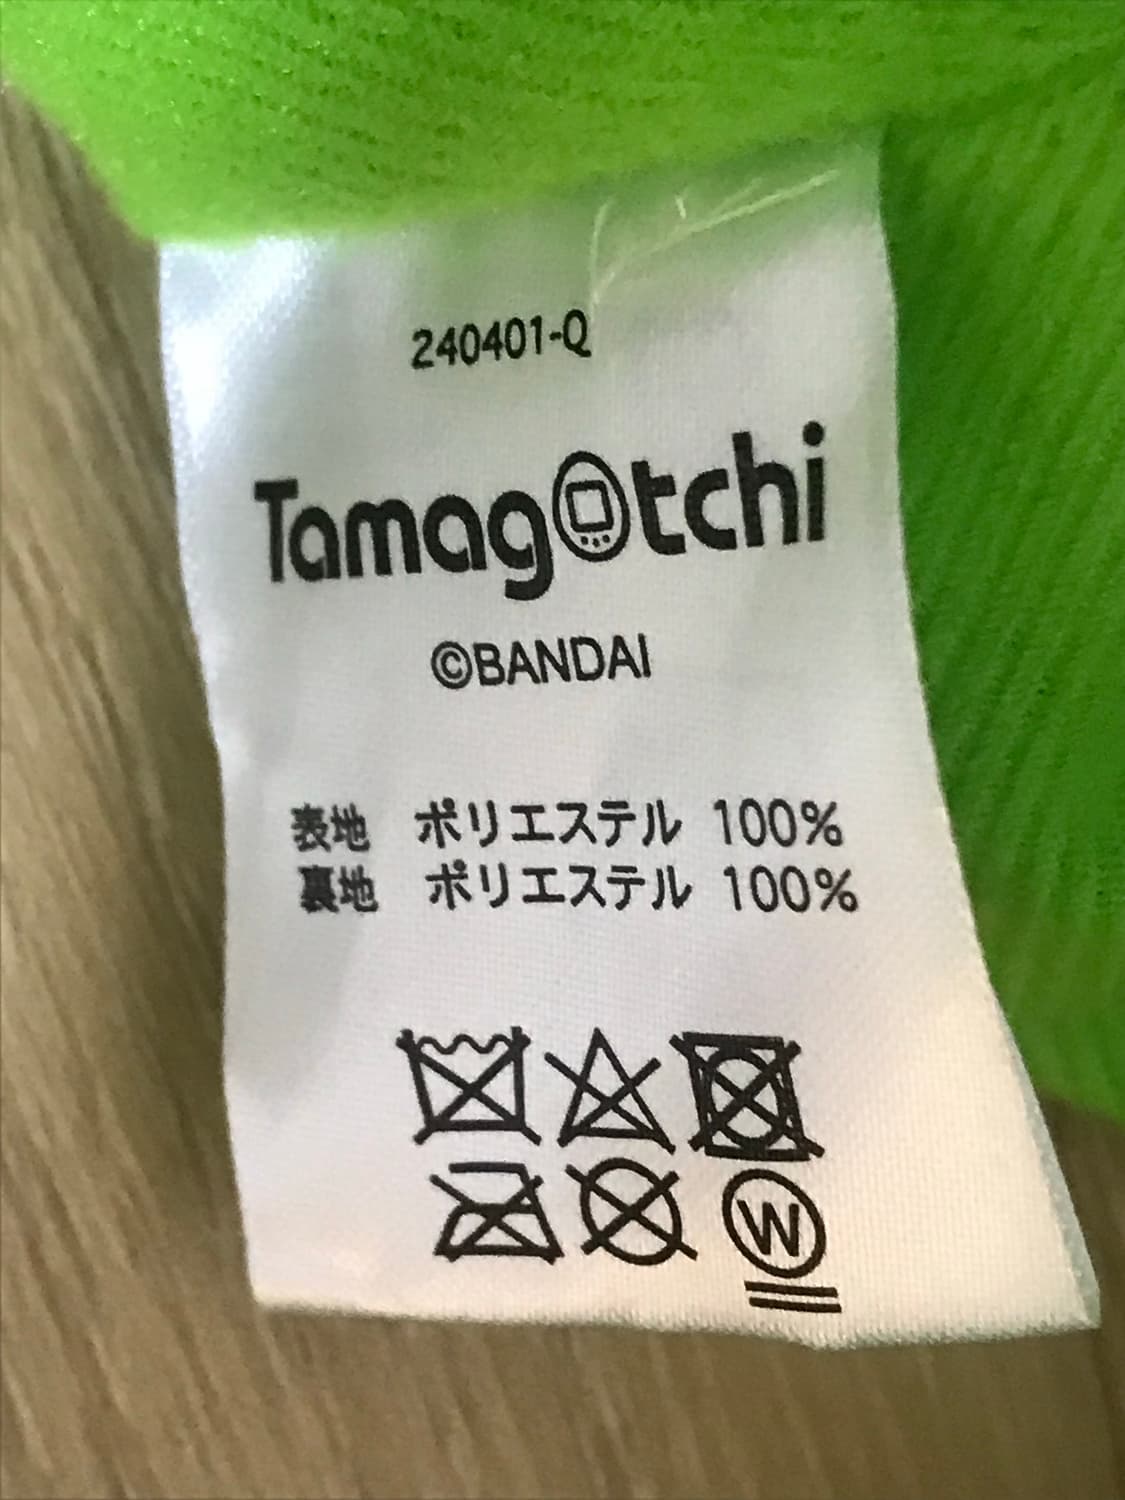 240401-Q
Tamagotchi
©BANDAI
表地 ポリエステル 100%
裏地 ポリエステル 100%
W